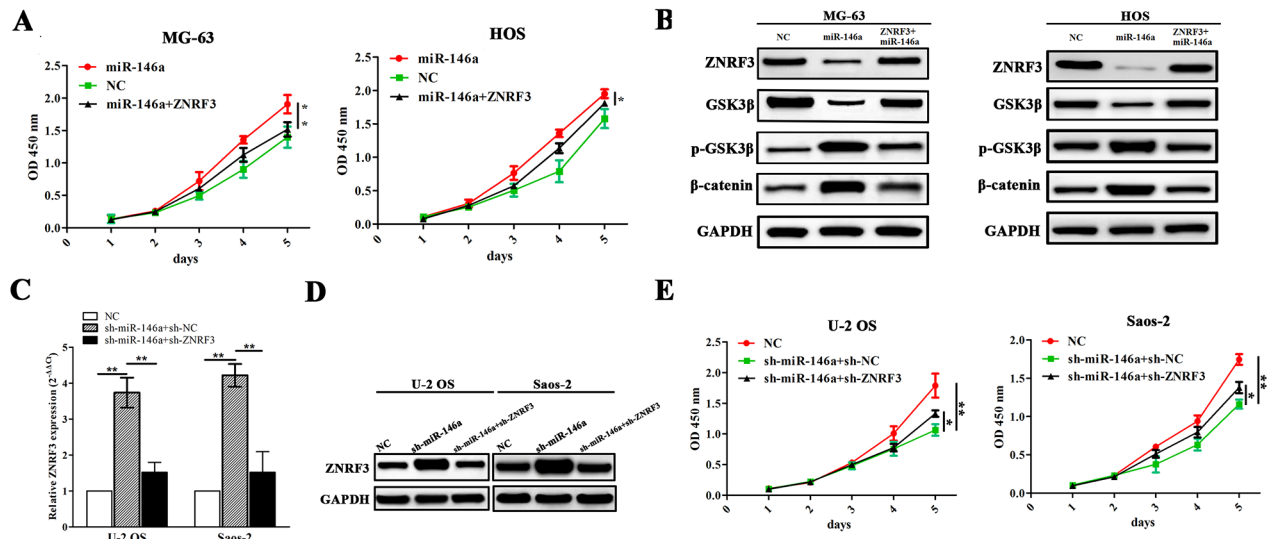 A
MG-63
miR-146a
NC
miR-146a+ZNRF3
OD 450 nm
2.5
2.0
1.5
1.0
0.5
0.0
0
1
2
3
4
5
days
*
*
HOS
miR-146a
NC
miR-146a+ZNRF3
OD 450 nm
2.5
2.0
1.5
1.0
0.5
0.0
0
1
2
3
4
5
days
*
B
MG-63
NC
miR-146a
ZNRF3+
miR-146a
ZNRF3
GSK3β
p-GSK3β
β-catenin
GAPDH
HOS
NC
miR-146a
ZNRF3+
miR-146a
ZNRF3
GSK3β
p-GSK3β
β-catenin
GAPDH
C
NC
sh-miR-146a+sh-NC
sh-miR-146a+sh-ZNRF3
Relative ZNRF3 expression (2^-ΔΔCt)
5
4
3
2
1
0
**
**
**
**
U-2 OS
Saos-2
D
U-2 OS
Saos-2
NC
sh-miR-146a
sh-miR-146a+sh-ZNRF3
NC
sh-miR-146a
sh-miR-146a+sh-ZNRF3
ZNRF3
GAPDH
E
U-2 OS
NC
sh-miR-146a+sh-NC
sh-miR-146a+sh-ZNRF3
OD 450 nm
2.5
2.0
1.5
1.0
0.5
0.0
0
1
2
3
4
5
days
*
**
Saos-2
NC
sh-miR-146a+sh-NC
sh-miR-146a+sh-ZNRF3
OD 450 nm
2.0
1.5
1.0
0.5
0.0
0
1
2
3
4
5
days
*
**